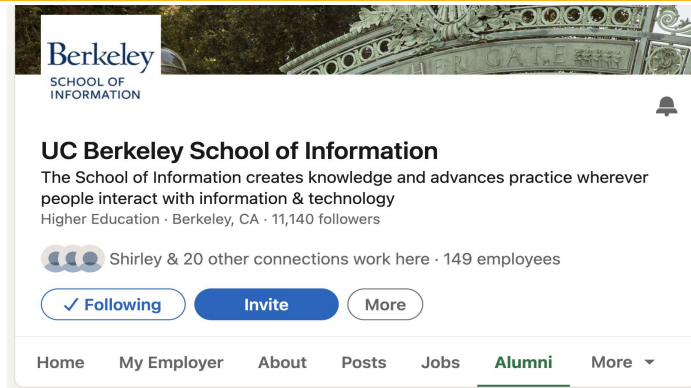 Berkeley
SCHOOL OF
INFORMATION
HER GATE
UC Berkeley School of Information
The School of Information creates knowledge and advances practice wherever
people interact with information & technology
Higher Education · Berkeley, CA · 11,140 followers
Shirley & 20 other connections work here · 149 employees
✓ Following Invite More
Home My Employer About Posts Jobs Alumni More